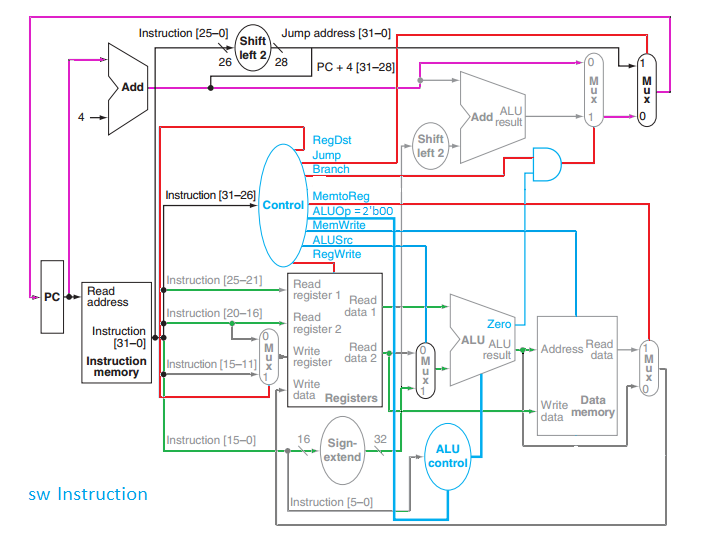 Instruction [25–0]
Shift
left 2
Jump address [31–0]
26
28
PC + 4 [31–28]
Add
4
Add
ALU
result
Shift
left 2
0
M
u
x
1
1
M
u
x
0
RegDst
Jump
Branch
MemtoReg
ALUOp =2'b00
MemWrite
ALUSrc
RegWrite
Instruction [31–26]
Control
PC
Read
address
Instruction
[31–0]
Instruction
memory
Instruction [25–21]
Instruction [20–16]
Instruction [15–11]
0
M
u
x
1
Read
register 1
Read
data 1
Read
register 2
Write
register
Read
data 2
Write
data
Registers
0
M
u
x
1
Zero
ALU
ALU
result
Address
Read
data
Write
data
Data
memory
1
M
u
x
0
Instruction [15–0]
16
Sign-
extend
32
ALU
control
Instruction [5–0]
sw Instruction